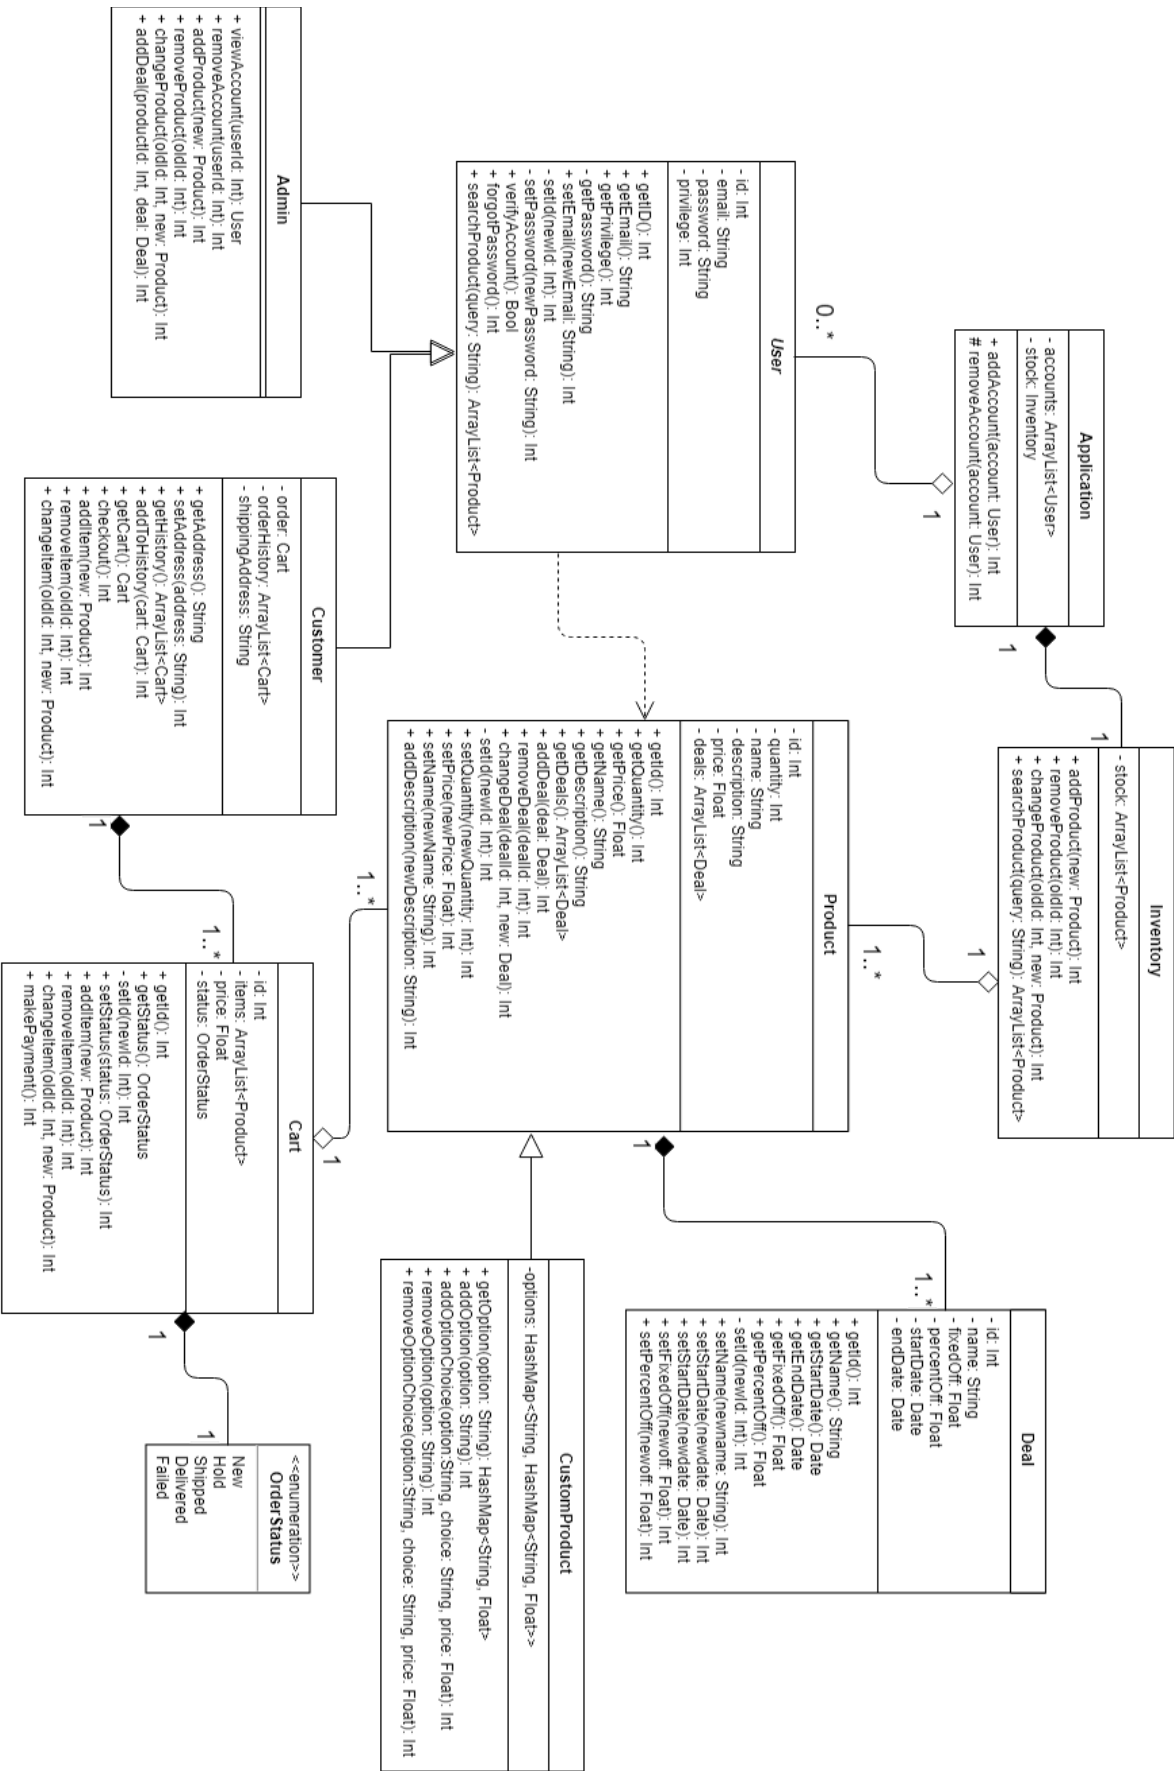 Application
- accounts: ArrayList<User>
- stock: Inventory
+ addAccount(account: User): Int
# removeAccount(account: User): Int
1
1
0..*
1
Inventory
- stock: ArrayList<Product>
+ addProduct(new: Product): Int
+ removeProduct(oldId: Int): Int
+ changeProduct(oldId: Int, new: Product): Int
+ searchProduct(query: String): ArrayList<Product>
1
1..*
User
- id: Int
- email: String
- password: String
- privilege: Int
+ getID(): Int
+ getEmail(): String
+ getPrivilege(): Int
- getPassword(): String
+ setEmail(newEmail: String): Int
- setId(newId: Int): Int
- setPassword(newPassword: String): Int
+ verifyAccount(): Bool
+ forgotPassword(): Int
+ searchProduct(query: String): ArrayList<Product>
Product
- id: Int
- quantity: Int
- name: String
- description: String
- price: Float
- deals: ArrayList<Deal>
+ getId(): Int
+ getQuantity(): Int
+ getPrice(): Float
+ getName(): String
+ getDescription(): String
+ getDeals(): ArrayList<Deal>
+ addDeal(deal: Deal): Int
+ removeDeal(dealId: Int): Int
+ changeDeal(dealId: Int, new: Deal): Int
- setId(newId: Int): Int
+ setQuantity(newQuantity: Int): Int
+ setPrice(newPrice: Float): Int
+ setName(newName: String): Int
+ addDescription(newDescription: String): Int
1
1..*
Deal
- id: Int
- name: String
- fixedOff: Float
- percentOff: Float
- startDate: Date
- endDate: Date
+ getId(): Int
+ getName(): String
+ getStartDate(): Date
+ getEndDate(): Date
+ getFixedOff(): Float
+ getPercentOff(): Float
- setId(newId: Int): Int
+ setName(newname: String): Int
+ setStartDate(newdate: Date): Int
+ setStartDate(newdate: Date): Int
+ setFixedOff(newoff: Float): Int
+ setPercentOff(newoff: Float): Int
CustomProduct
-options: HashMap<String, HashMap<String, Float>>
+ getOption(option: String): HashMap<String, Float>
+ addOption(option: String): Int
+ addOptionChoice(option:String, choice: String, price: Float): Int
+ removeOption(option: String): Int
+ removeOptionChoice(option:String, choice: String, price: Float): Int
Admin
+ viewAccount(userId: Int): User
+ removeAccount(userId: Int): Int
+ addProduct(new: Product): Int
+ removeProduct(oldId: Int): Int
+ changeProduct(oldId: Int, new: Product): Int
+ addDeal(productId: Int, deal: Deal): Int
Customer
- order: Cart
- orderHistory: ArrayList<Cart>
- shippingAddress: String
+ getAddress(): String
+ setAddress(address: String): Int
+ getHistory(): ArrayList<Cart>
+ addToHistory(cart: Cart): Int
+ getCart(): Cart
+ checkout(): Int
+ addItem(new: Product): Int
+ removeItem(oldId: Int): Int
+ changeItem(oldId: Int, new: Product): Int
1
1..*
1..*
1
Cart
- id: Int
- items: ArrayList<Product>
- price: Float
- status: OrderStatus
+ getId(): Int
+ getStatus(): OrderStatus
- setId(newId: Int): Int
+ setStatus(status: OrderStatus): Int
+ addItem(new: Product): Int
+ removeItem(oldId: Int): Int
+ changeItem(oldId: Int, new: Product): Int
+ makePayment(): Int
1
1
<<enumeration>>
OrderStatus
New
Hold
Shipped
Delivered
Failed